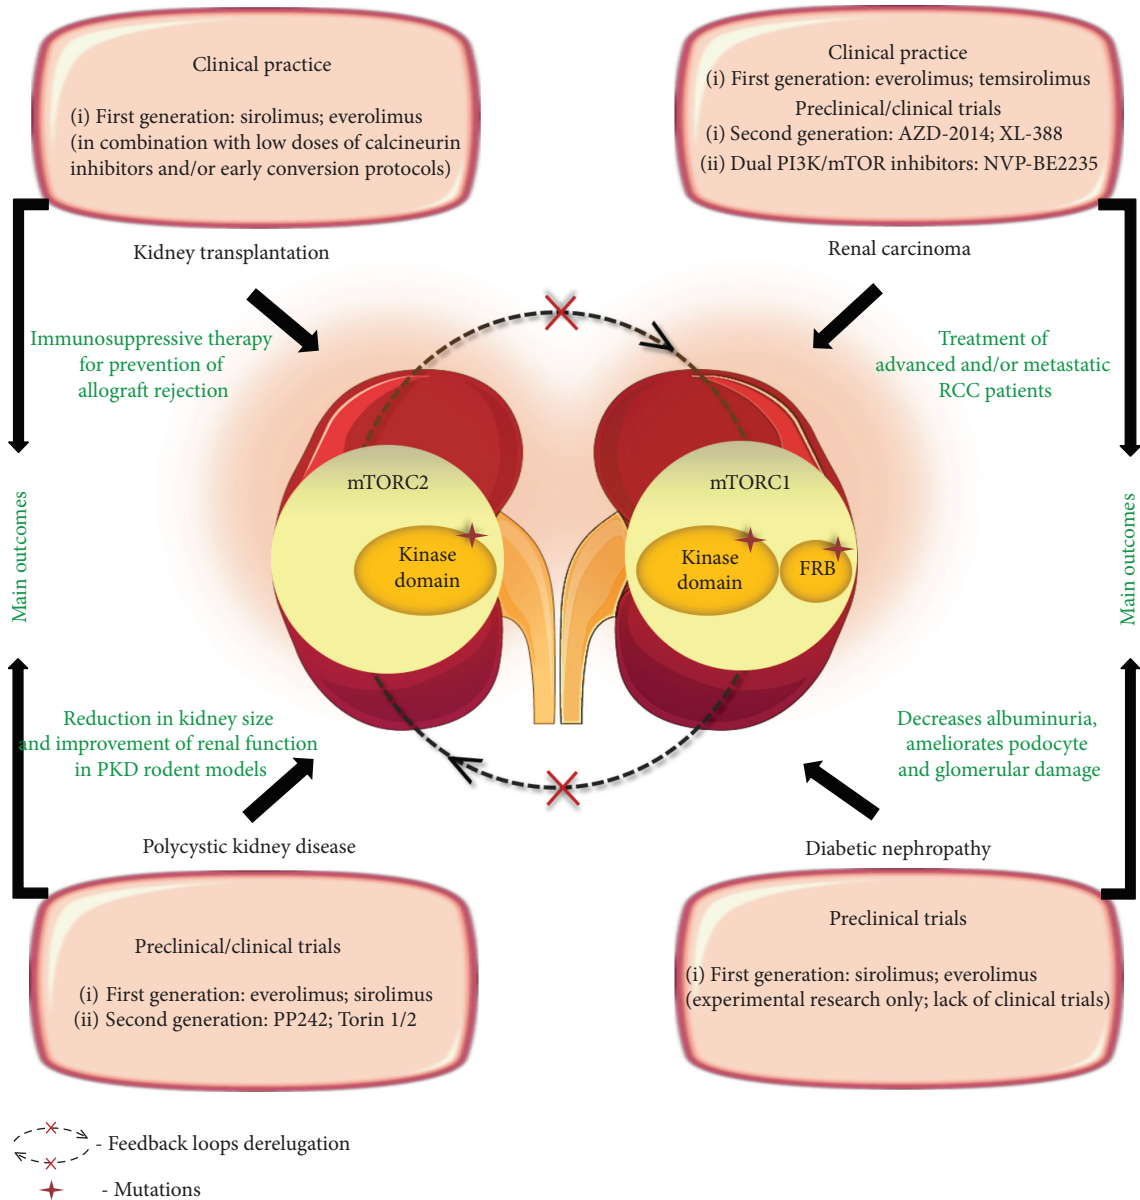 Clinical practice
(i) First generation: sirolimus; everolimus
(in combination with low doses of calcineurin
inhibitors and/or early conversion protocols)
Clinical practice
(i) First generation: everolimus; temsirolimus
Preclinical/clinical trials
(i) Second generation: AZD-2014; XL-388
(ii) Dual PI3K/mTOR inhibitors: NVP-BE2235
Kidney transplantation
Renal carcinoma
Immunosuppressive therapy
for prevention of
allograft rejection
Treatment of
advanced and/or metastatic
RCC patients
Main outcomes
mTORC2
Kinase
domain
mTORC1
Kinase
domain
FRB
Main outcomes
Reduction in kidney size
and improvement of renal function
in PKD rodent models
Decreases albuminuria,
ameliorates podocyte
and glomerular damage
Polycystic kidney disease
Diabetic nephropathy
Preclinical/clinical trials
(i) First generation: everolimus; sirolimus
(ii) Second generation: PP242; Torin 1/2
Preclinical trials
(i) First generation: sirolimus; everolimus
(experimental research only; lack of clinical trials)
- Feedback loops derelugation
- Mutations